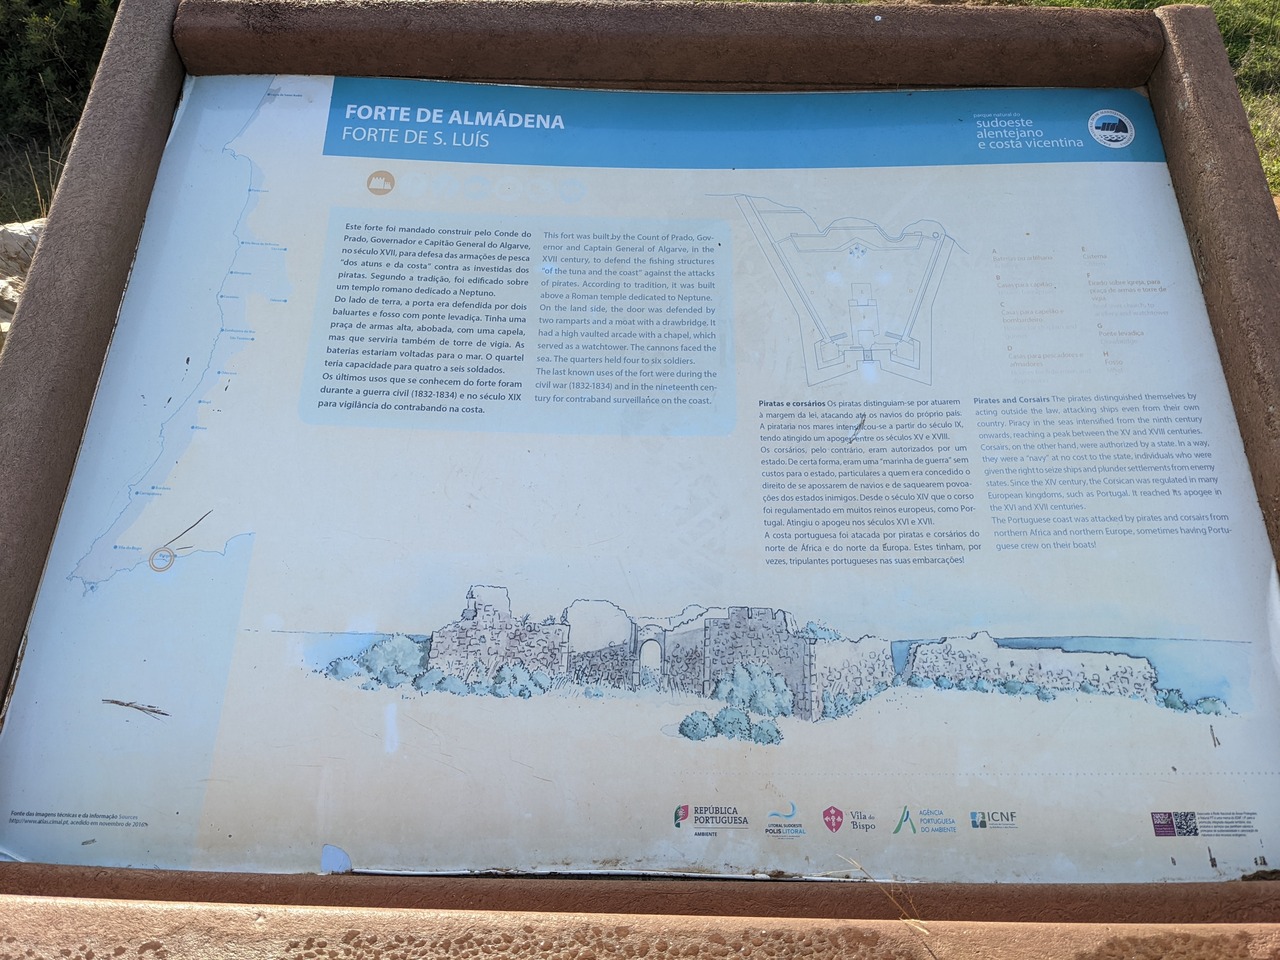 FORTE DE ALMÁDENA
FORTE DE S. LUÍS
parque natural do
sudoeste
alentejano
e costa vicentina
Este forte foi mandado construir pelo Conde do
Prado, Governador e Capitão General do Algarve,
no século XVII, para defesa das armações de pesca
"dos atuns e da costa" contra as investidas dos
piratas. Segundo a tradição, foi edificado sobre
um templo romano dedicado a Neptuno.
Do lado de terra, a porta era defendida por dois
baluartes e fosso com ponte levadiça. Tinha uma
praça de armas alta, abobada, com uma capela,
mas que serviria também de torre de vigia. As
baterias estariam voltadas para o mar. O quartel
teria capacidade para quatro a seis soldados.
Os últimos usos que se conhecem do forte foram
durante a guerra civil (1832-1834) e no século XIX
para vigilância do contrabando na costa.
This fort was built by the Count of Prado, Gov-
ernor and Captain General of Algarve, in the
XVII century, to defend the fishing structures
"of the tuna and the coast" against the attacks
of pirates. According to tradition, it was built
above a Roman temple dedicated to Neptune.
On the land side, the door was defended by
two ramparts and a moat with a drawbridge. It
had a high vaulted arcade with a chapel, which
served as a watchtower. The cannons faced the
sea. The quarters held four to six soldiers.
The last known uses of the fort were during the
civil war (1832-1834) and in the nineteenth cen-
tury for contraband surveillance on the coast.
A
B
C
D
E
Cisterna
F
G
Ponte levadiça
H
Piratas e corsários Os piratas distinguiam-se por atuarem
à margem da lei, atacando até os navios do próprio país.
A pirataria nos mares intensificou-se a partir do século IX,
tendo atingido um apogeu entre os séculos XV e XVIII.
Os corsários, pelo contrário, eram autorizados por um
estado. De certa forma, eram uma "marinha de guerra" sem
custos para o estado, particulares a quem era concedido o
direito de se apossarem de navios e de saquearem povoa-
ções dos estados inimigos. Desde o século XIV que o corso
foi regulamentado em muitos reinos europeus, como Por-
tugal. Atingiu o apogeu nos séculos XVI e XVII.
A costa portuguesa foi atacada por piratas e corsários do
norte de África e do norte da Europa. Estes tinham, por
vezes, tripulantes portugueses nas suas embarcações!
Pirates and Corsairs The pirates distinguished themselves by
acting outside the law, attacking ships even from their own
country. Piracy in the seas intensified in the ninth century
onwards, reaching a peak between the XV and XVIII centuries.
Corsairs, on the other hand, were authorized by a state. In a way,
they were a "navy" at no cost to the state, individuals who were
given the right to seize ships and plunder settlements from enemy
states. Since the XIV century, the Corsican was regulated in many
European kingdoms, such as Portugal. It reached its apogee in
the XVI and XVII centuries.
The Portuguese coast was attacked by pirates and corsairs from
northern Africa and northern Europe, sometimes having Portu-
guese crew on their boats!
Fontes das imagens técnicas e da informação Sources
REPÚBLICA
PORTUGUESA
AMBIENTE
LITORAL SUDOESTE
POLIS LITORAL
Vila do
Bispo
AGÊNCIA
PORTUGUESA
DO AMBIENTE
ICNF